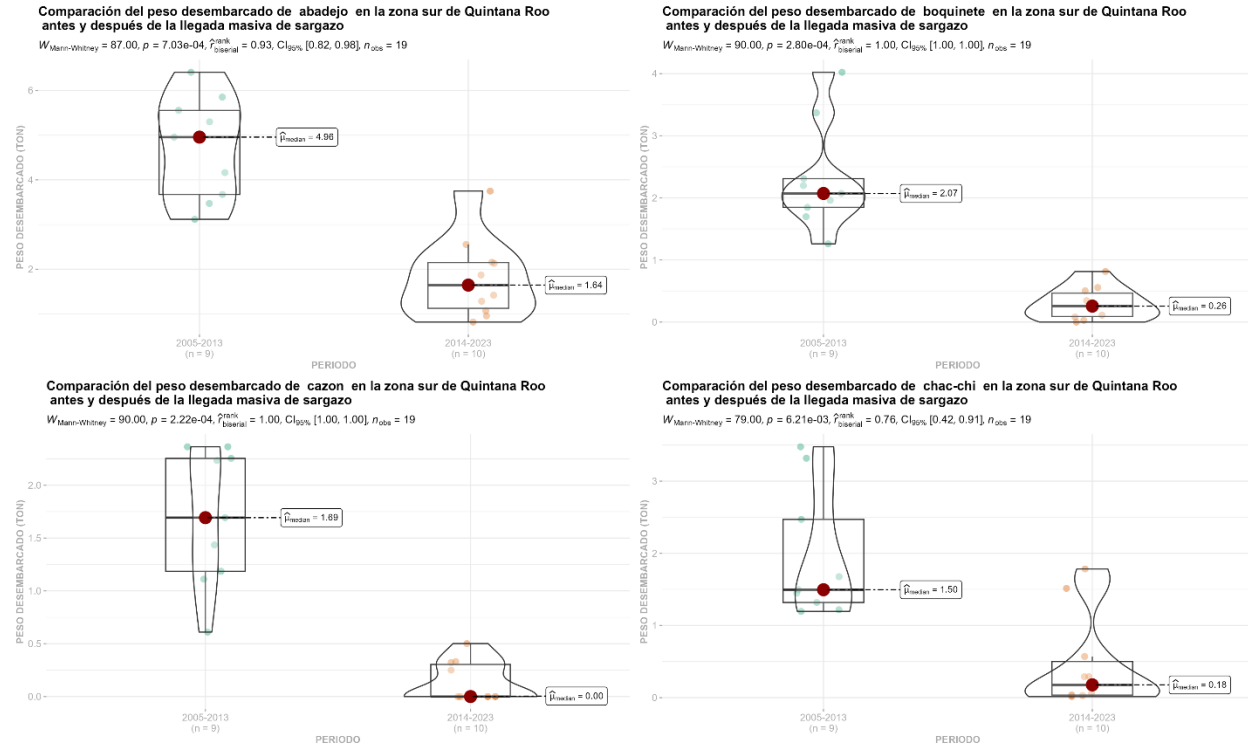 Comparación del peso desembarcado de  abadejo  en la zona sur de Quintana Roo
antes y después de la llegada masiva de sargazo
W Mann-Whitney = 87.00, p = 7.03e-04, r̂ rank biserial = 0.93, CI95% [0.82, 0.98], nobs = 19
PESO DESEMBARCADO (TON)
6
4
2
μ̂median = 4.96
μ̂median = 1.64
2005-2013
(n = 9)
2014-2023
(n = 10)
PERIODO
Comparación del peso desembarcado de  boquinete  en la zona sur de Quintana Roo
antes y después de la llegada masiva de sargazo
W Mann-Whitney = 90.00, p = 2.80e-04, r̂ rank biserial = 1.00, CI95% [1.00, 1.00], nobs = 19
PESO DESEMBARCADO (TON)
4
3
2
1
0
μ̂median = 2.07
μ̂median = 0.26
2005-2013
(n = 9)
2014-2023
(n = 10)
PERIODO
Comparación del peso desembarcado de  cazon  en la zona sur de Quintana Roo
antes y después de la llegada masiva de sargazo
W Mann-Whitney = 90.00, p = 2.22e-04, r̂ rank biserial = 1.00, CI95% [1.00, 1.00], nobs = 19
PESO DESEMBARCADO (TON)
2.0
1.5
1.0
0.5
0.0
μ̂median = 1.69
μ̂median = 0.00
2005-2013
(n = 9)
2014-2023
(n = 10)
PERIODO
Comparación del peso desembarcado de  chac-chi  en la zona sur de Quintana Roo
antes y después de la llegada masiva de sargazo
W Mann-Whitney = 79.00, p = 6.21e-03, r̂ rank biserial = 0.76, CI95% [0.42, 0.91], nobs = 19
PESO DESEMBARCADO (TON)
3
2
1
0
μ̂median = 1.50
μ̂median = 0.18
2005-2013
(n = 9)
2014-2023
(n = 10)
PERIODO